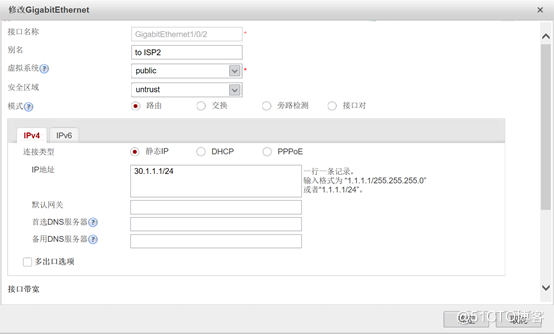 修改GigabitEthernet
接口名称 GigabitEthernet1/0/2 *
别名 to ISP2
虚拟系统 public *
安全区域 untrust
模式 路由 交换 旁路检测 接口对
IPv4 IPv6
连接类型 静态IP DHCP PPPoE
IP地址 30.1.1.1/24 一行一条记录。
输入格式为 "1.1.1.1/255.255.255.0"
或者"1.1.1.1/24"。
默认网关
首选DNS服务器
备用DNS服务器
多出口选项
接口带宽
确定 取消
@51CTO博客